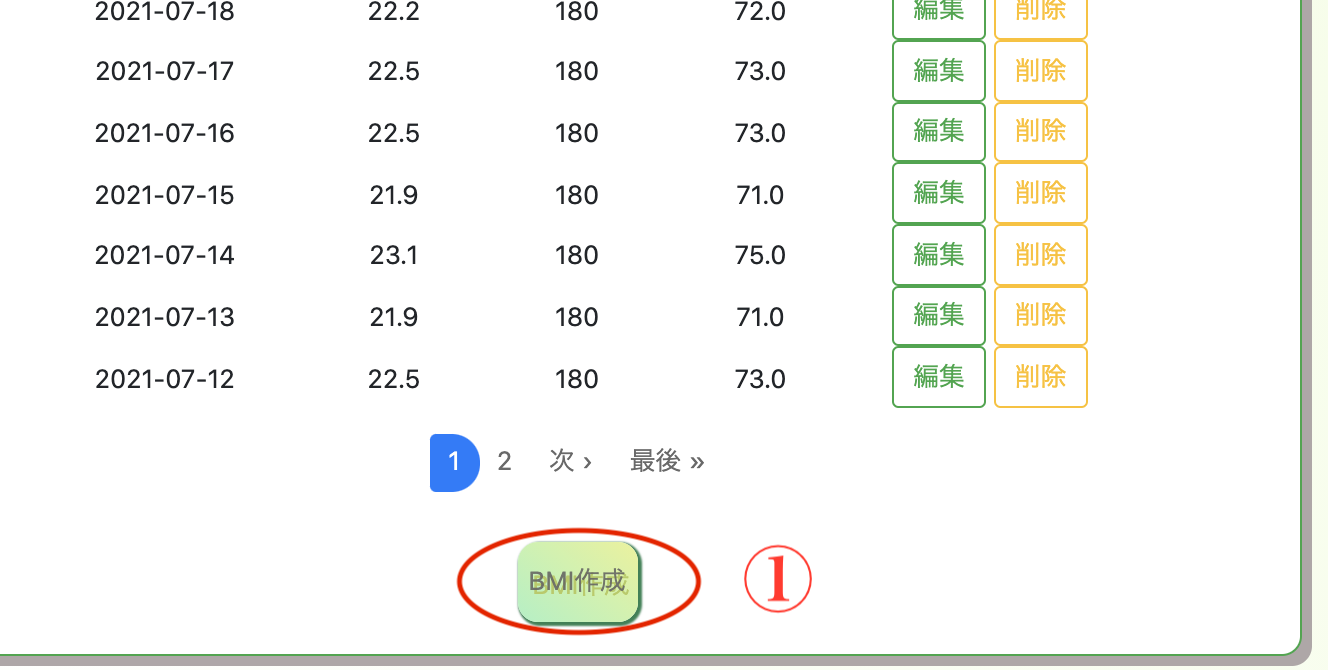 2021-07-18 22.2 180 72.0 編集 削除
2021-07-17 22.5 180 73.0 編集 削除
2021-07-16 22.5 180 73.0 編集 削除
2021-07-15 21.9 180 71.0 編集 削除
2021-07-14 23.1 180 75.0 編集 削除
2021-07-13 21.9 180 71.0 編集 削除
2021-07-12 22.5 180 73.0 編集 削除
1 2 次 › 最後 »
BMI作成 ①